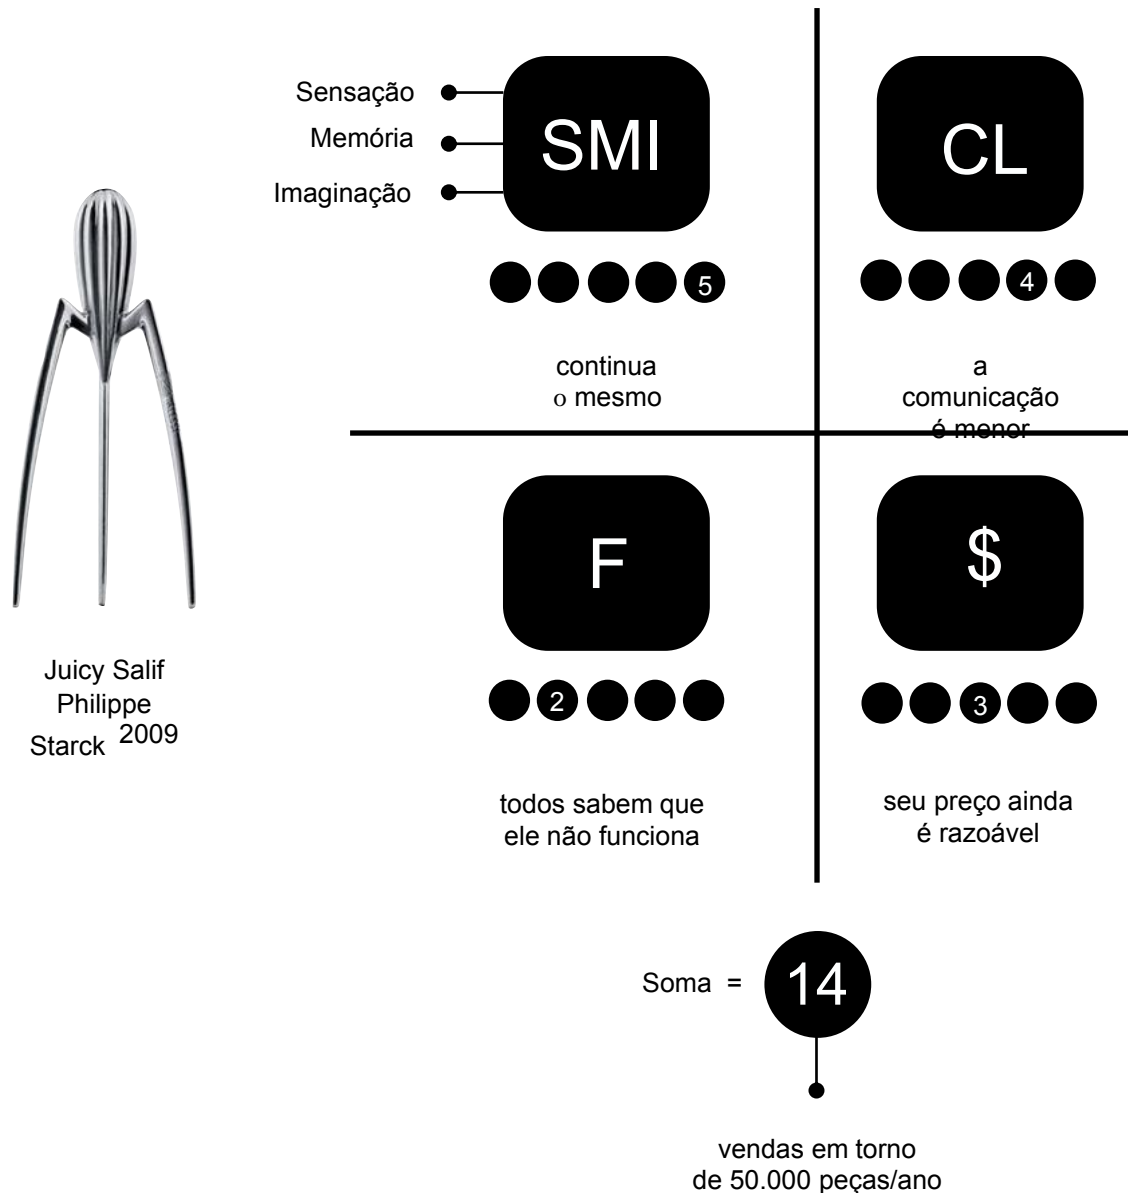 Sensação
Memória
Imaginação
SMI
5
continua
o mesmo
CL
4
a
comunicação
é menor
F
2
todos sabem que
ele não funciona
$
3
seu preço ainda
é razoável
Juicy Salif
Philippe
Starck 2009
Soma = 14
vendas em torno
de 50.000 peças/ano